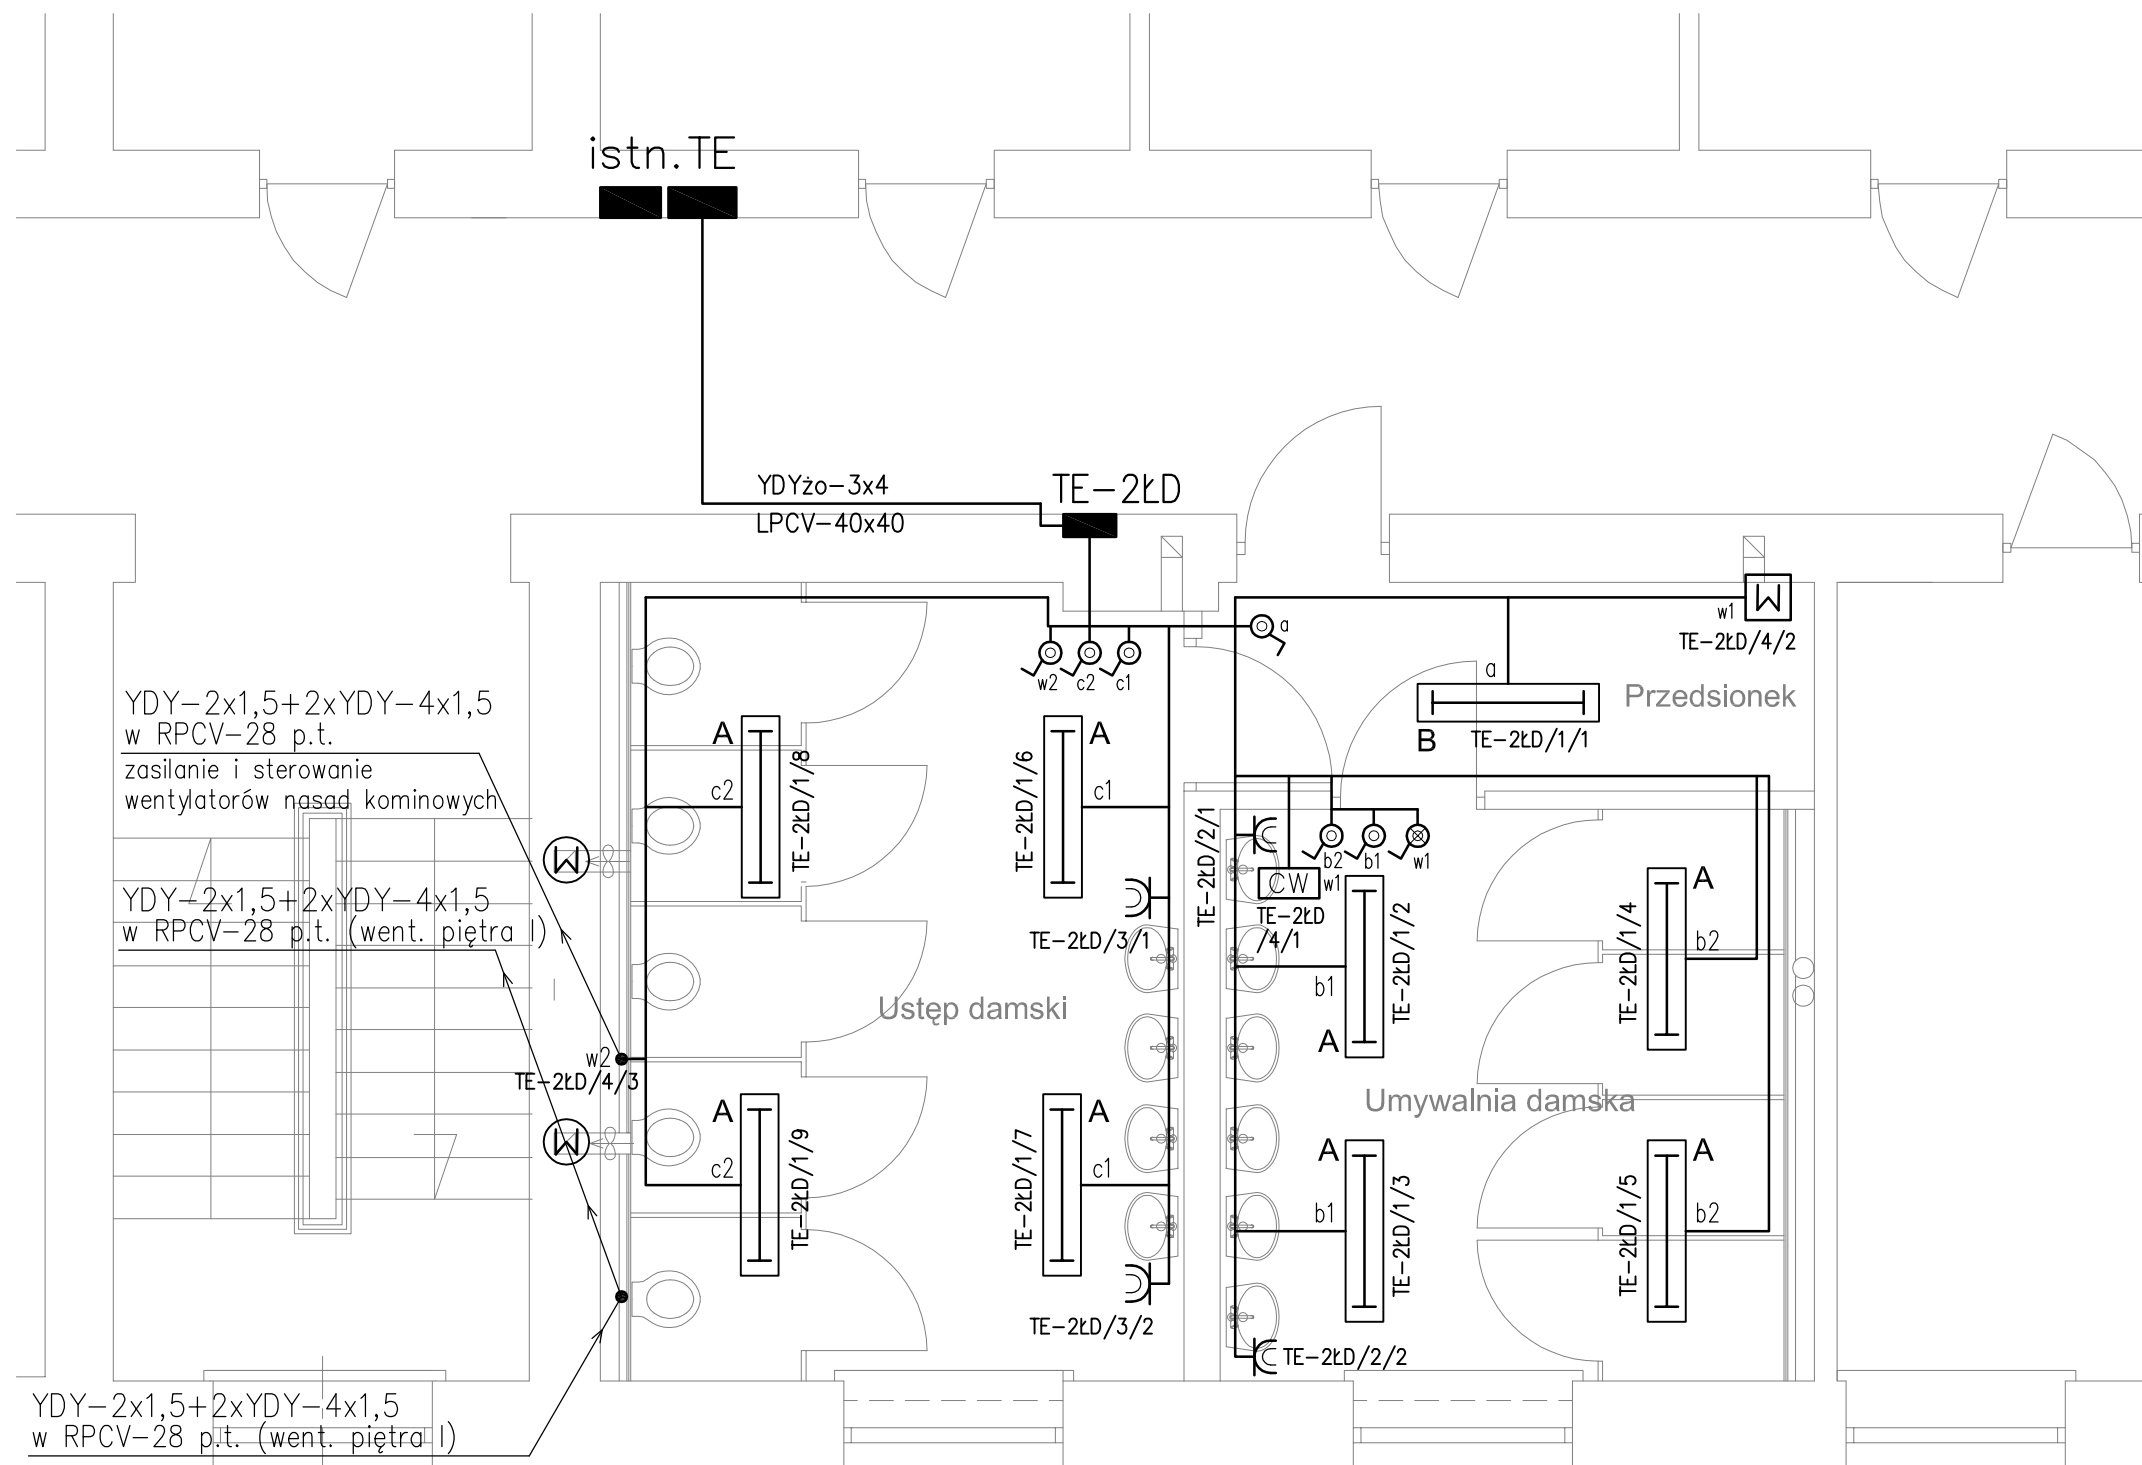 istn.TE
YDYżo-3x4
LPCV-40x40
TE-2ŁD
a
w2
c2
c1
w1
TE-2ŁD/4/2
a
Przedsionek
B
TE-2ŁD/1/1
YDY-2x1,5+2xYDY-4x1,5
w RPCV-28 p.t.
zasilanie i sterowanie
wentylatorów nasad kominowych
A
c2
TE-2ŁD/1/8
A
c1
TE-2ŁD/1/6
TE-2ŁD/2/1
b2
b1
w1
CW
w1
TE-2ŁD
/4/1
YDY-2x1,5+2xYDY-4x1,5
w RPCV-28 p.t. (went. piętra I)
TE-2ŁD/3/1
b1
A
TE-2ŁD/1/2
A
b2
TE-2ŁD/1/4
Ustęp damski
w2
TE-2ŁD/4/3
Umywalnia damska
A
c2
TE-2ŁD/1/9
A
c1
TE-2ŁD/1/7
A
b1
TE-2ŁD/1/3
A
b2
TE-2ŁD/1/5
TE-2ŁD/3/2
TE-2ŁD/2/2
YDY-2x1,5+2xYDY-4x1,5
w RPCV-28 p.t. (went. piętra I)